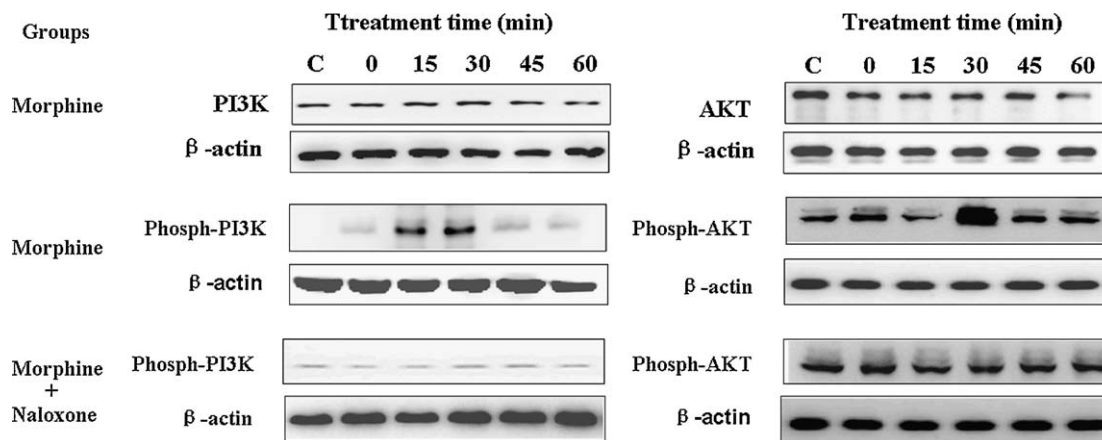 Groups
Ttreatment time (min)
Treatment time (min)
C 0 15 30 45 60
C 0 15 30 45 60
Morphine
PI3K
AKT
β-actin
β-actin
Morphine
Phosph-PI3K
Phosph-AKT
β-actin
β-actin
Morphine
+
Naloxone
Phosph-PI3K
Phosph-AKT
β-actin
β-actin